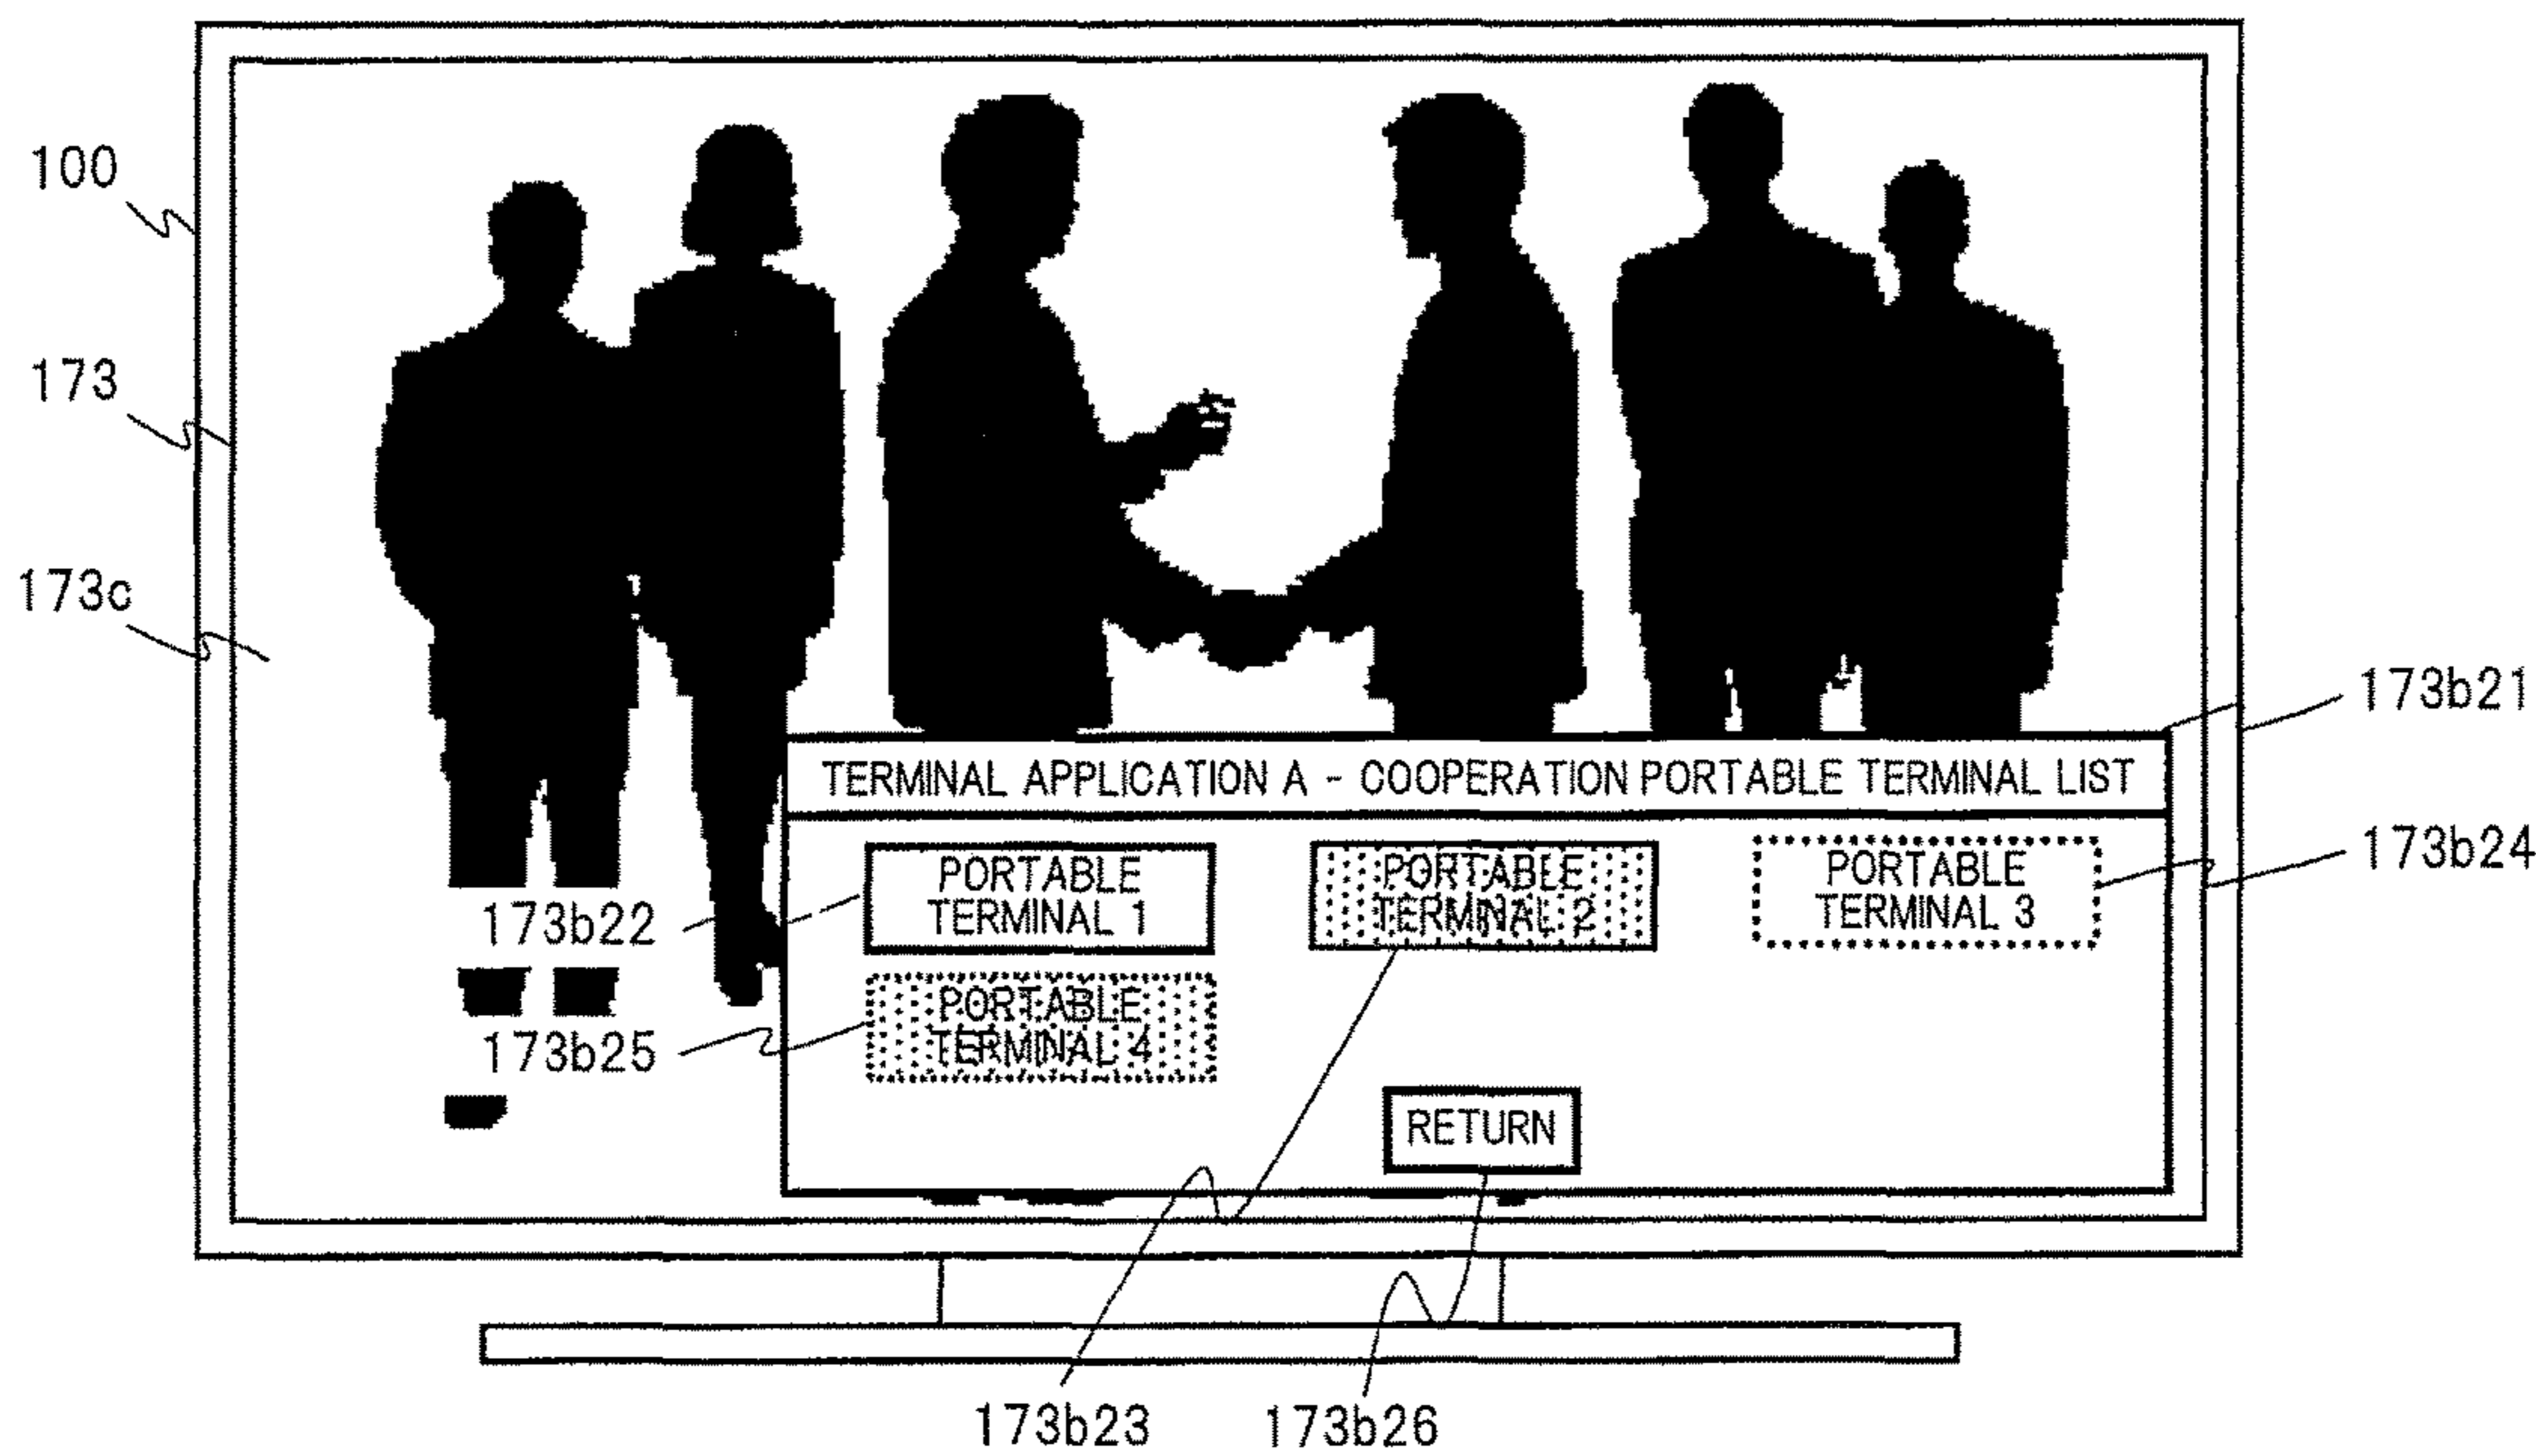 100
173
173c
173b21
TERMINAL APPLICATION A - COOPERATION PORTABLE TERMINAL LIST
173b24
PORTABLE
TERMINAL 1
PORTABLE
TERMINAL 2
PORTABLE
TERMINAL 3
173b22
PORTABLE
TERMINAL 4
173b25
RETURN
173b23
173b26